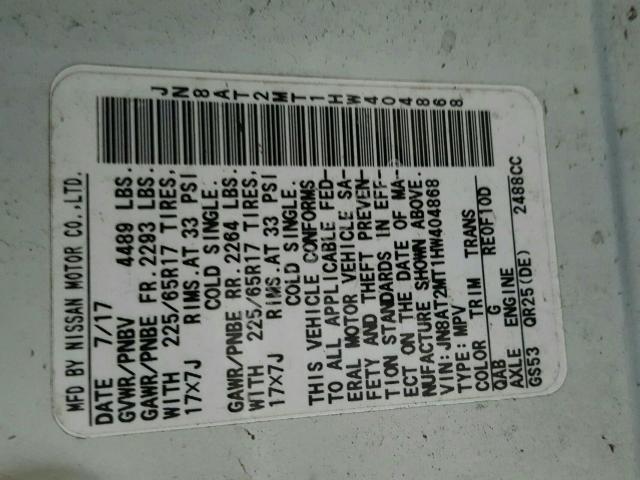 JN8AT2MT1HW404868
MFD BY NISSAN MOTOR CO.,LTD.
DATE 7/17
GVWR/PNBV 4489 LBS.
GAWR/PNBE FR. 2293 LBS.
WITH 225/65R17 TIRES,
17X7J RIMS.AT 33 PSI
COLD SINGLE.
GAWR/PNBE RR. 2264 LBS.
WITH 225/65R17 TIRES,
17X7J RIMS.AT 33 PSI
COLD SINGLE.
THIS VEHICLE CONFORMS
TO ALL APPLICABLE FED-
ERAL MOTOR VEHICLE SA-
FETY AND THEFT PREVEN-
TION STANDARDS IN EFF-
ECT ON THE DATE OF MA-
NUFACTURE SHOWN ABOVE.
VIN:JN8AT2MT1HW404868
TYPE:MPV
COLOR TRIM TRANS
QAB G RE0F10D
AXLE ENGINE
GS53 QR25(DE) 2488CC